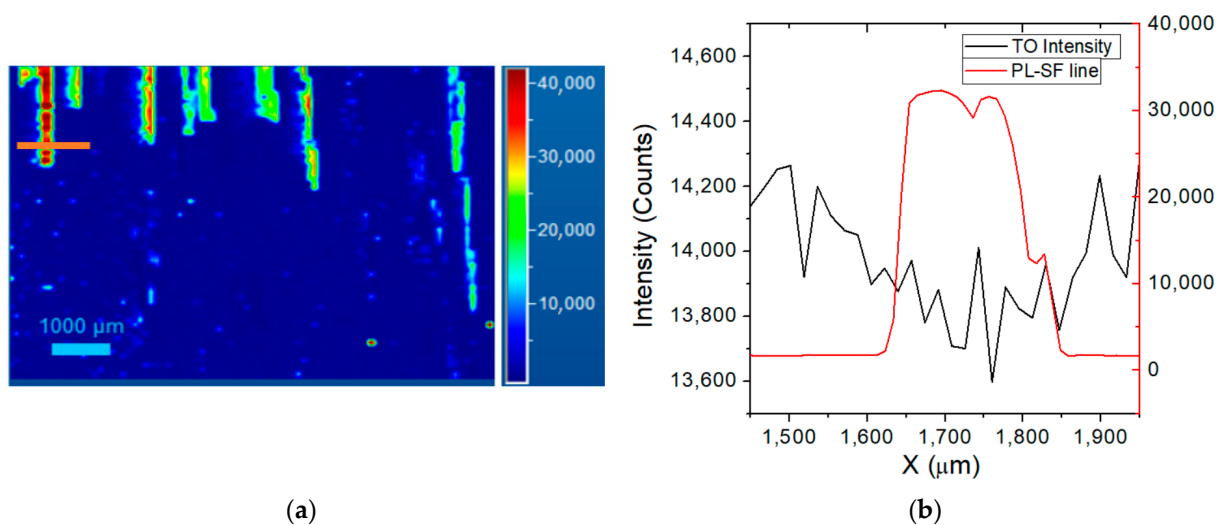 40,000
30,000
20,000
10,000
1000 µm
(a)
TO Intensity
PL-SF line
14,600
14,400
14,200
14,000
13,800
13,600
Intensity (Counts)
40,000
30,000
20,000
10,000
0
1,500 1,600 1,700 1,800 1,900
X (µm)
(b)